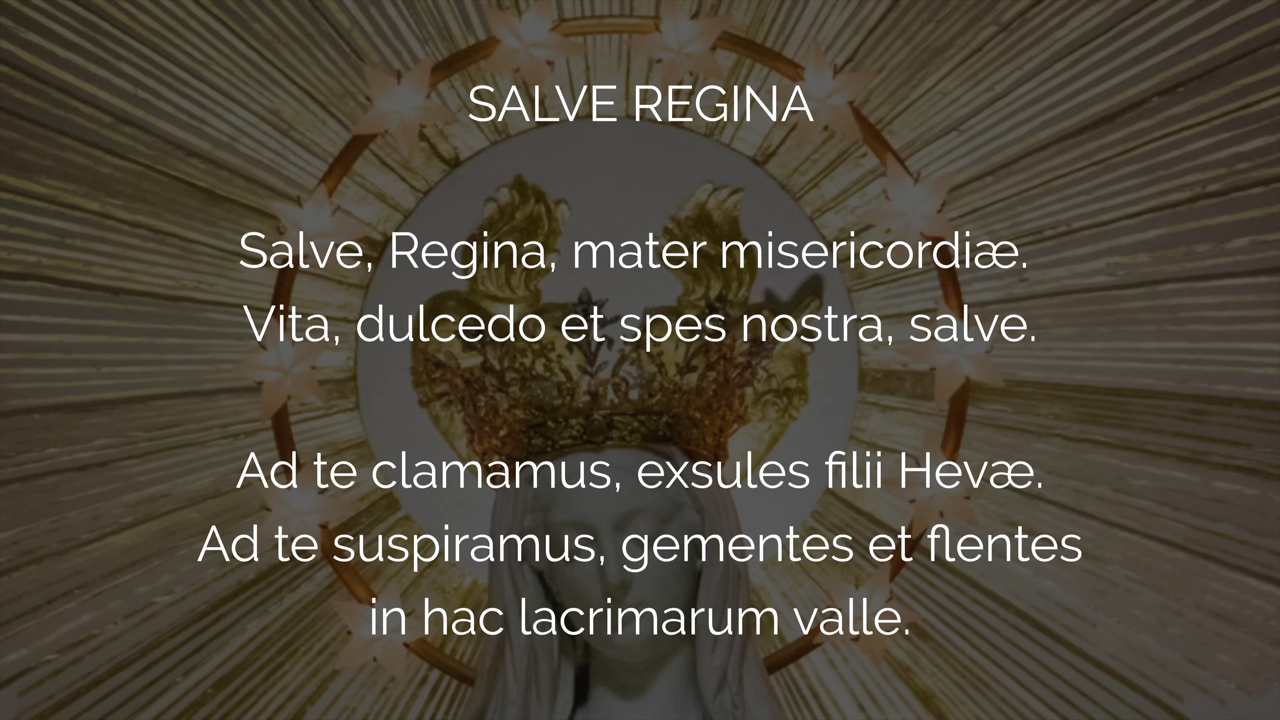 SALVE REGINA
Salve, Regina, mater misericordiæ.
Vita, dulcedo et spes nostra, salve.
Ad te clamamus, exsules filii Hevæ.
Ad te suspiramus, gementes et flentes
in hac lacrimarum valle.